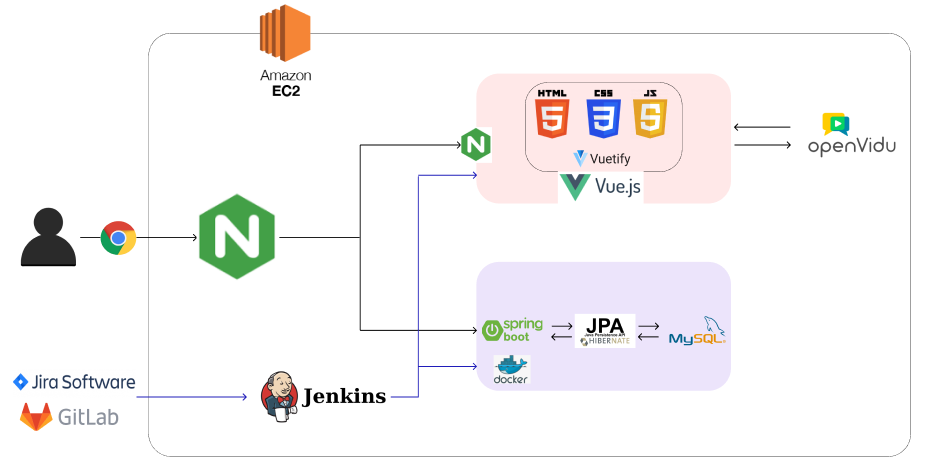 Amazon
EC2
HTML
CSS
JS
5
3
S
N
Vuetify
Vue.js
openVidu
N
spring
boot
JPA
Java Persistence API
HIBERNATE
MySQL
docker
Jira Software
GitLab
Jenkins